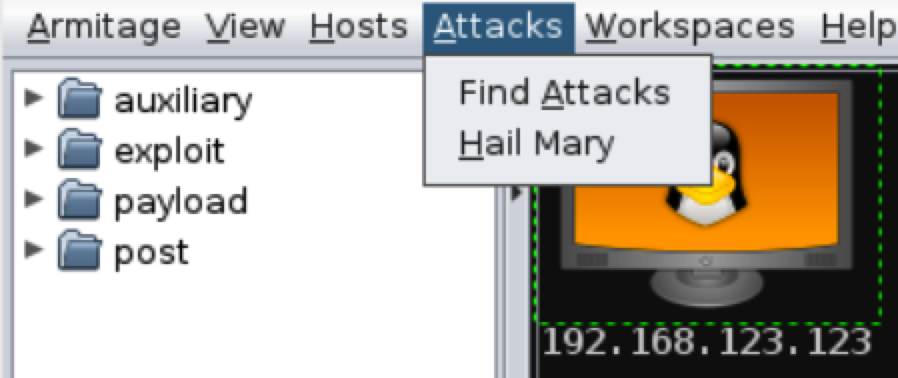 Armitage View Hosts Attacks Workspaces Help
Find Attacks
Hail Mary
auxiliary
exploit
payload
post
192.168.123.123